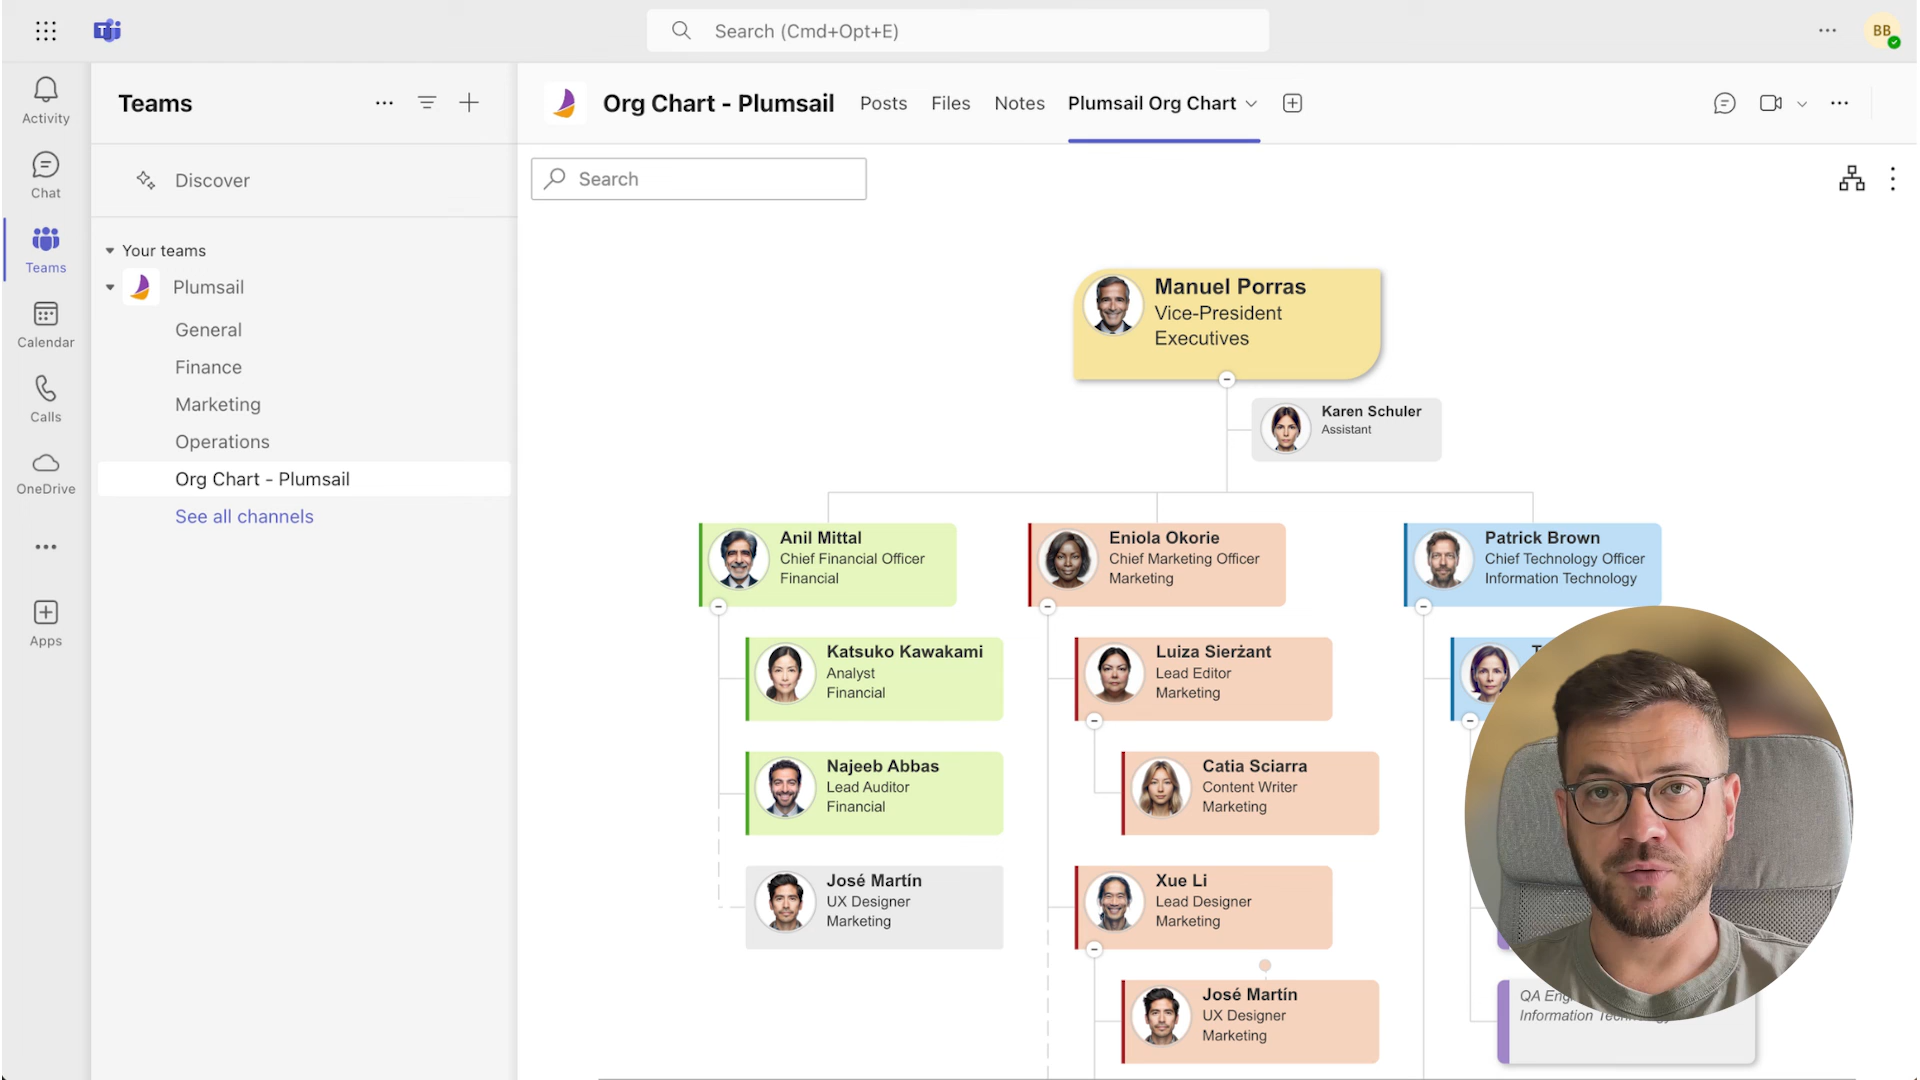 Search (Cmd+Opt+E)
BB
Activity
Chat
Teams
Calendar
Calls
OneDrive
Apps
Teams
Discover
Your teams
Plumsail
General
Finance
Marketing
Operations
Org Chart - Plumsail
See all channels
Org Chart - Plumsail
Posts
Files
Notes
Plumsail Org Chart
Search
Manuel Porras
Vice-President
Executives
Karen Schuler
Assistant
Anil Mittal
Chief Financial Officer
Financial
Eniola Okorie
Chief Marketing Officer
Marketing
Patrick Brown
Chief Technology Officer
Information Technology
Katsuko Kawakami
Analyst
Financial
Luiza Sierżant
Lead Editor
Marketing
Najeeb Abbas
Lead Auditor
Financial
Catia Sciarra
Content Writer
Marketing
José Martín
UX Designer
Marketing
Xue Li
Lead Designer
Marketing
José Martín
UX Designer
Marketing
QA
Information